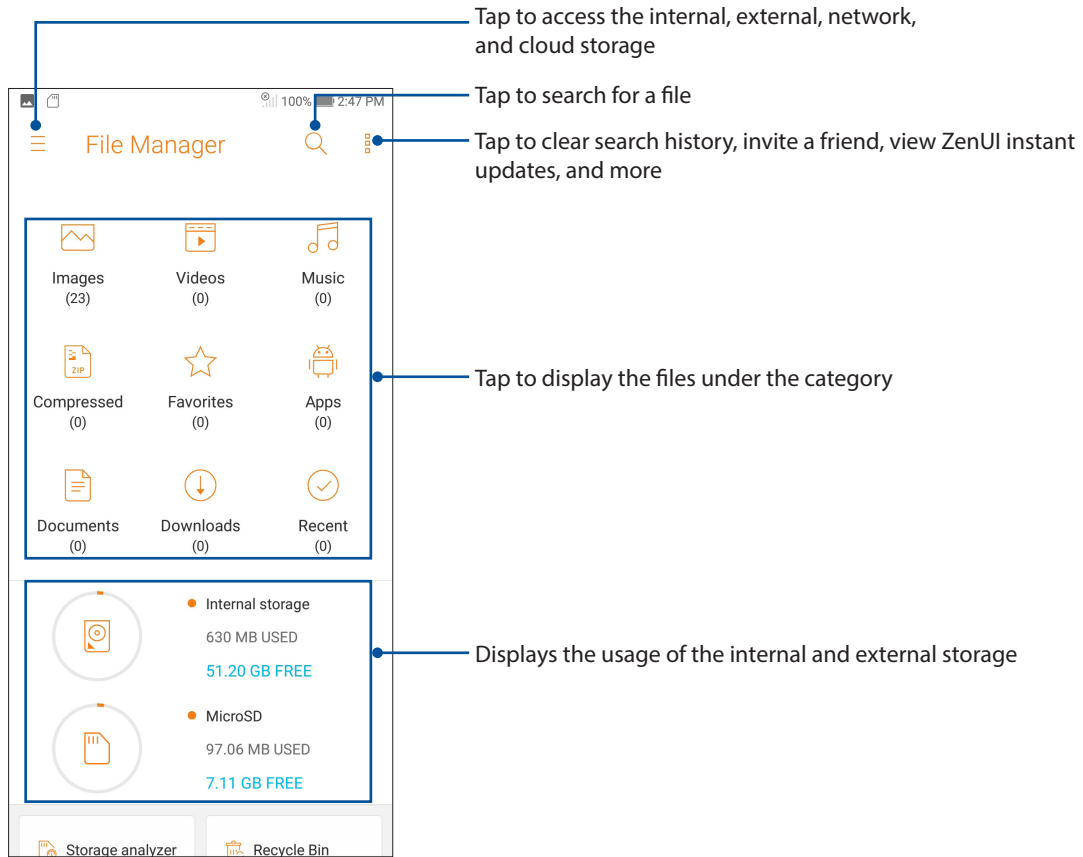 Tap to access the internal, external, network,
and cloud storage
100% 2:47 PM
Tap to search for a file
File Manager
Tap to clear search history, invite a friend, view ZenUI instant
updates, and more
Images
(23)
Videos
(0)
Music
(0)
ZIP
Compressed
(0)
Favorites
(0)
Apps
(0)
Tap to display the files under the category
Documents
(0)
Downloads
(0)
Recent
(0)
Internal storage
630 MB USED
51.20 GB FREE
Displays the usage of the internal and external storage
MicroSD
97.06 MB USED
7.11 GB FREE
Storage analyzer
Recycle Bin